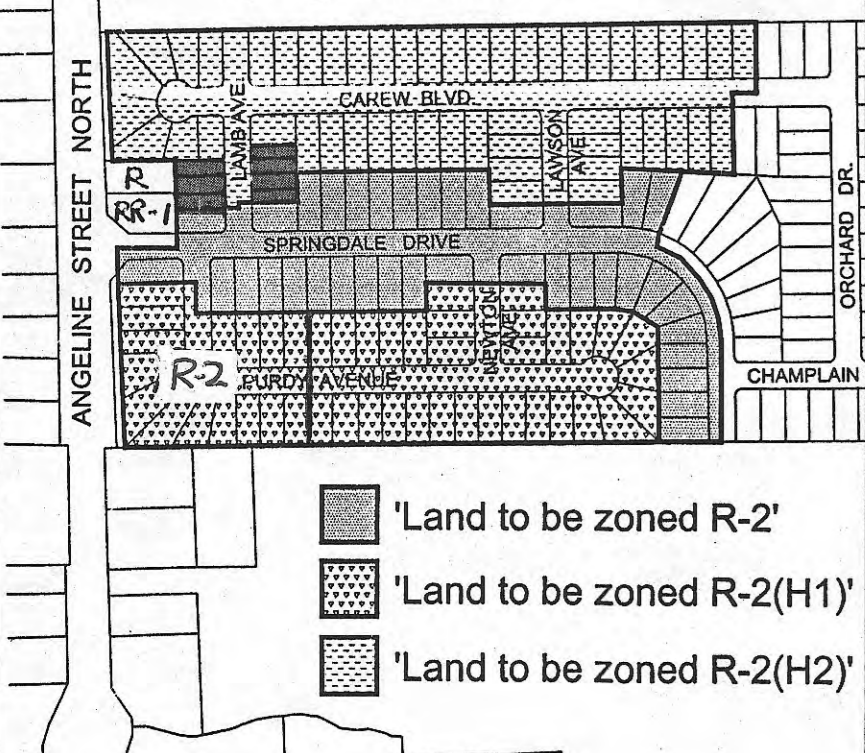 ANGELINE STREET NORTH
LAMB AVE.
CAREW BLVD.
LAWSON AVE.
R
RR-1
SPRINGDALE DRIVE
ORCHARD DR.
NEWTON AVE.
R-2
PURDY AVENUE
CHAMPLAIN
'Land to be zoned R-2'
'Land to be zoned R-2(H1)'
'Land to be zoned R-2(H2)'